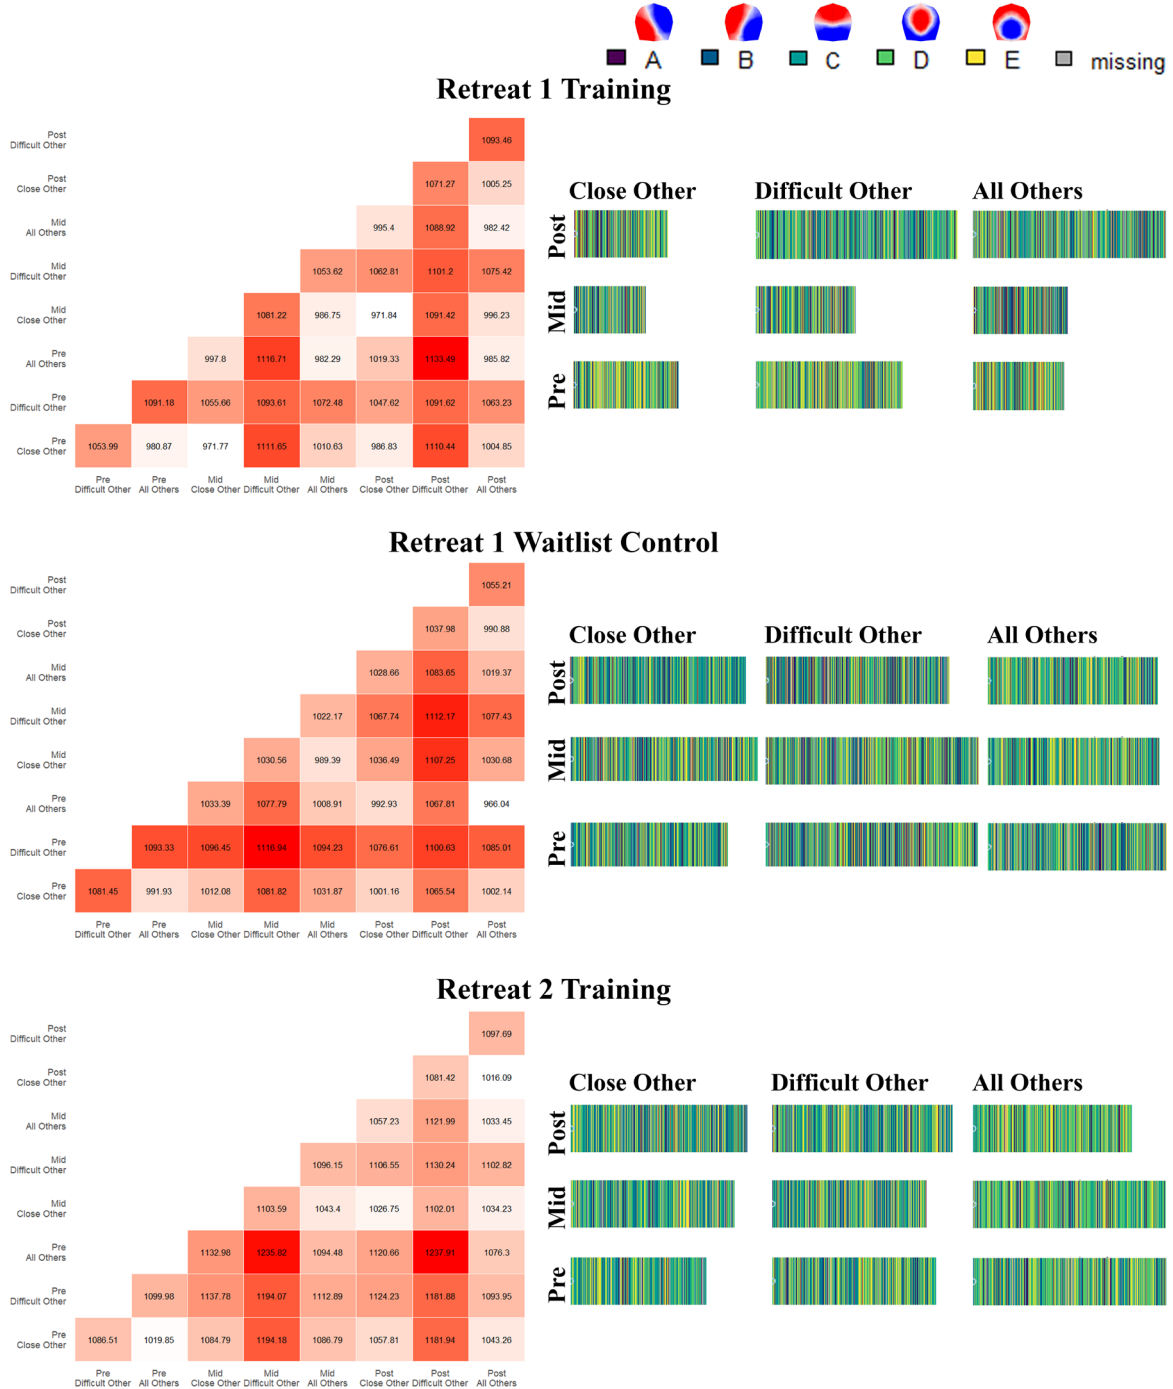 A B C D E missing
Retreat 1 Training
Post
Difficult Other
1093.46
Post
Close Other
1071.27 1005.25
Mid
All Others
995.4 1088.92 982.42
Mid
Difficult Other
1053.62 1062.81 1101.2 1075.42
Mid
Close Other
1081.22 986.75 971.84 1091.42 996.23
Pre
All Others
997.8 1116.71 982.29 1019.33 1133.49 985.82
Pre
Difficult Other
1091.18 1055.66 1093.61 1072.48 1047.62 1091.62 1063.23
Pre
Close Other
1053.99 980.87 971.77 1111.65 1010.63 986.83 1110.44 1004.85
Pre Pre Mid Mid Mid Post Post Post
Difficult Other All Others Close Other Difficult Other All Others Close Other Difficult Other All Others
Close Other Difficult Other All Others
Post
Mid
Pre
Retreat 1 Waitlist Control
Post
Difficult Other
1055.21
Post
Close Other
1037.98 990.88
Mid
All Others
1028.66 1083.65 1019.37
Mid
Difficult Other
1022.17 1067.74 1112.17 1077.43
Mid
Close Other
1030.56 989.39 1036.49 1107.25 1030.68
Pre
All Others
1033.39 1077.79 1008.91 992.93 1067.81 966.04
Pre
Difficult Other
1093.33 1096.45 1116.94 1094.23 1076.61 1100.63 1085.01
Pre
Close Other
1081.45 991.93 1012.08 1081.82 1031.87 1001.16 1065.54 1002.14
Pre Pre Mid Mid Mid Post Post Post
Difficult Other All Others Close Other Difficult Other All Others Close Other Difficult Other All Others
Close Other Difficult Other All Others
Post
Mid
Pre
Retreat 2 Training
Post
Difficult Other
1097.69
Post
Close Other
1081.42 1016.09
Mid
All Others
1057.23 1121.99 1033.45
Mid
Difficult Other
1096.15 1106.55 1130.24 1102.82
Mid
Close Other
1103.59 1043.4 1026.75 1102.01 1034.23
Pre
All Others
1132.98 1235.82 1094.48 1120.66 1237.91 1076.3
Pre
Difficult Other
1099.98 1137.78 1194.07 1112.89 1124.23 1181.88 1093.95
Pre
Close Other
1086.51 1019.85 1084.79 1194.18 1086.79 1057.81 1181.94 1043.26
Pre Pre Mid Mid Mid Post Post Post
Difficult Other All Others Close Other Difficult Other All Others Close Other Difficult Other All Others
Close Other Difficult Other All Others
Post
Mid
Pre